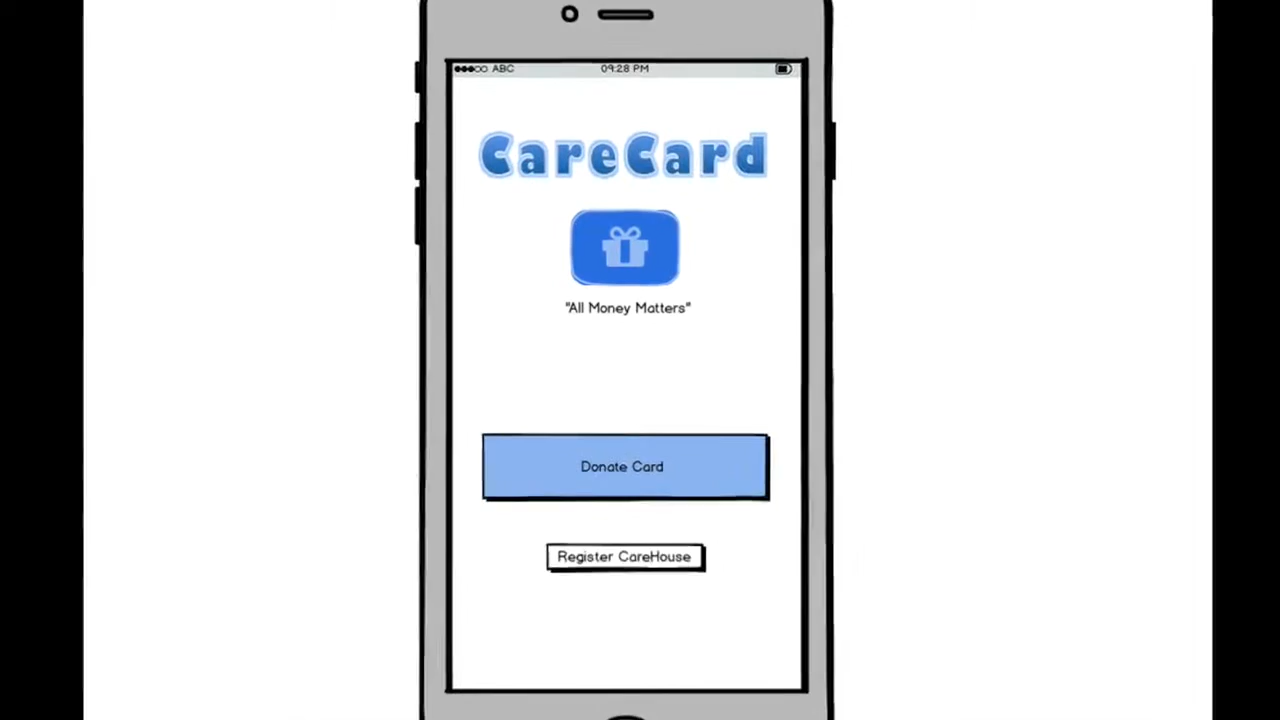 ABC 09:28 PM
CareCard
"All Money Matters"
Donate Card
Register CareHouse